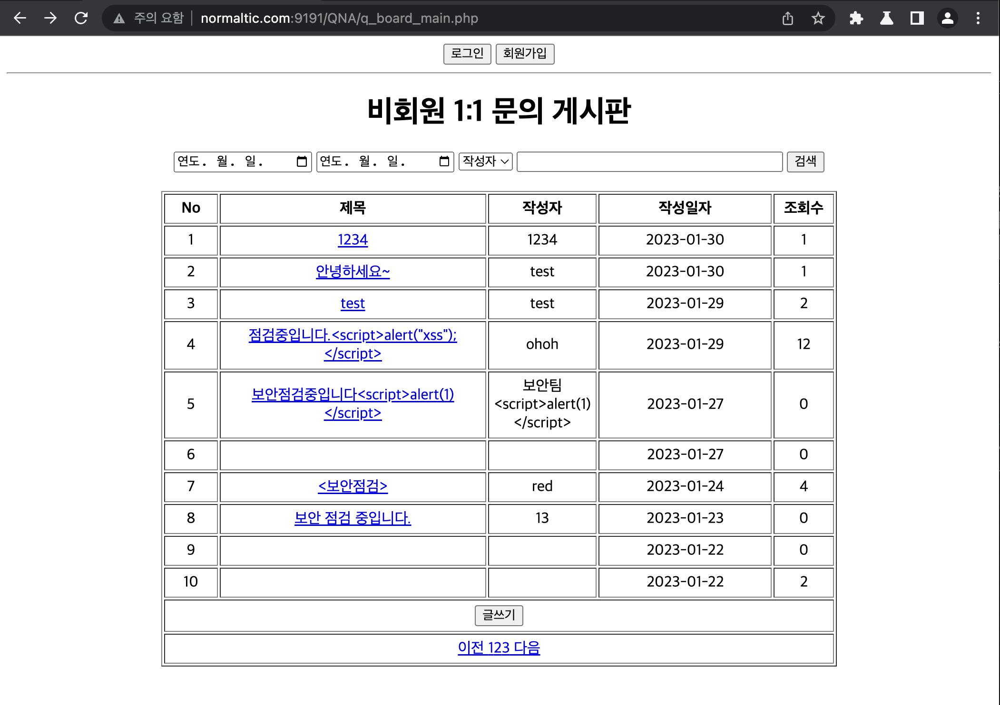 주의 요함 normaltic.com:9191/QNA/q_board_main.php
로그인 회원가입
비회원 1:1 문의 게시판
연도. 월. 일. 연도. 월. 일. 작성자 검색
No 제목 작성자 작성일자 조회수
1 1234 1234 2023-01-30 1
2 안녕하세요~ test 2023-01-30 1
3 test test 2023-01-29 2
4 점검중입니다.<script>alert("xss");
</script> ohoh 2023-01-29 12
5 보안점검중입니다<script>alert(1)
</script> 보안팀
<script>alert(1)
</script> 2023-01-27 0
6 2023-01-27 0
7 <보안점검> red 2023-01-24 4
8 보안 점검 중입니다. 13 2023-01-23 0
9 2023-01-22 0
10 2023-01-22 2
글쓰기
이전 123 다음